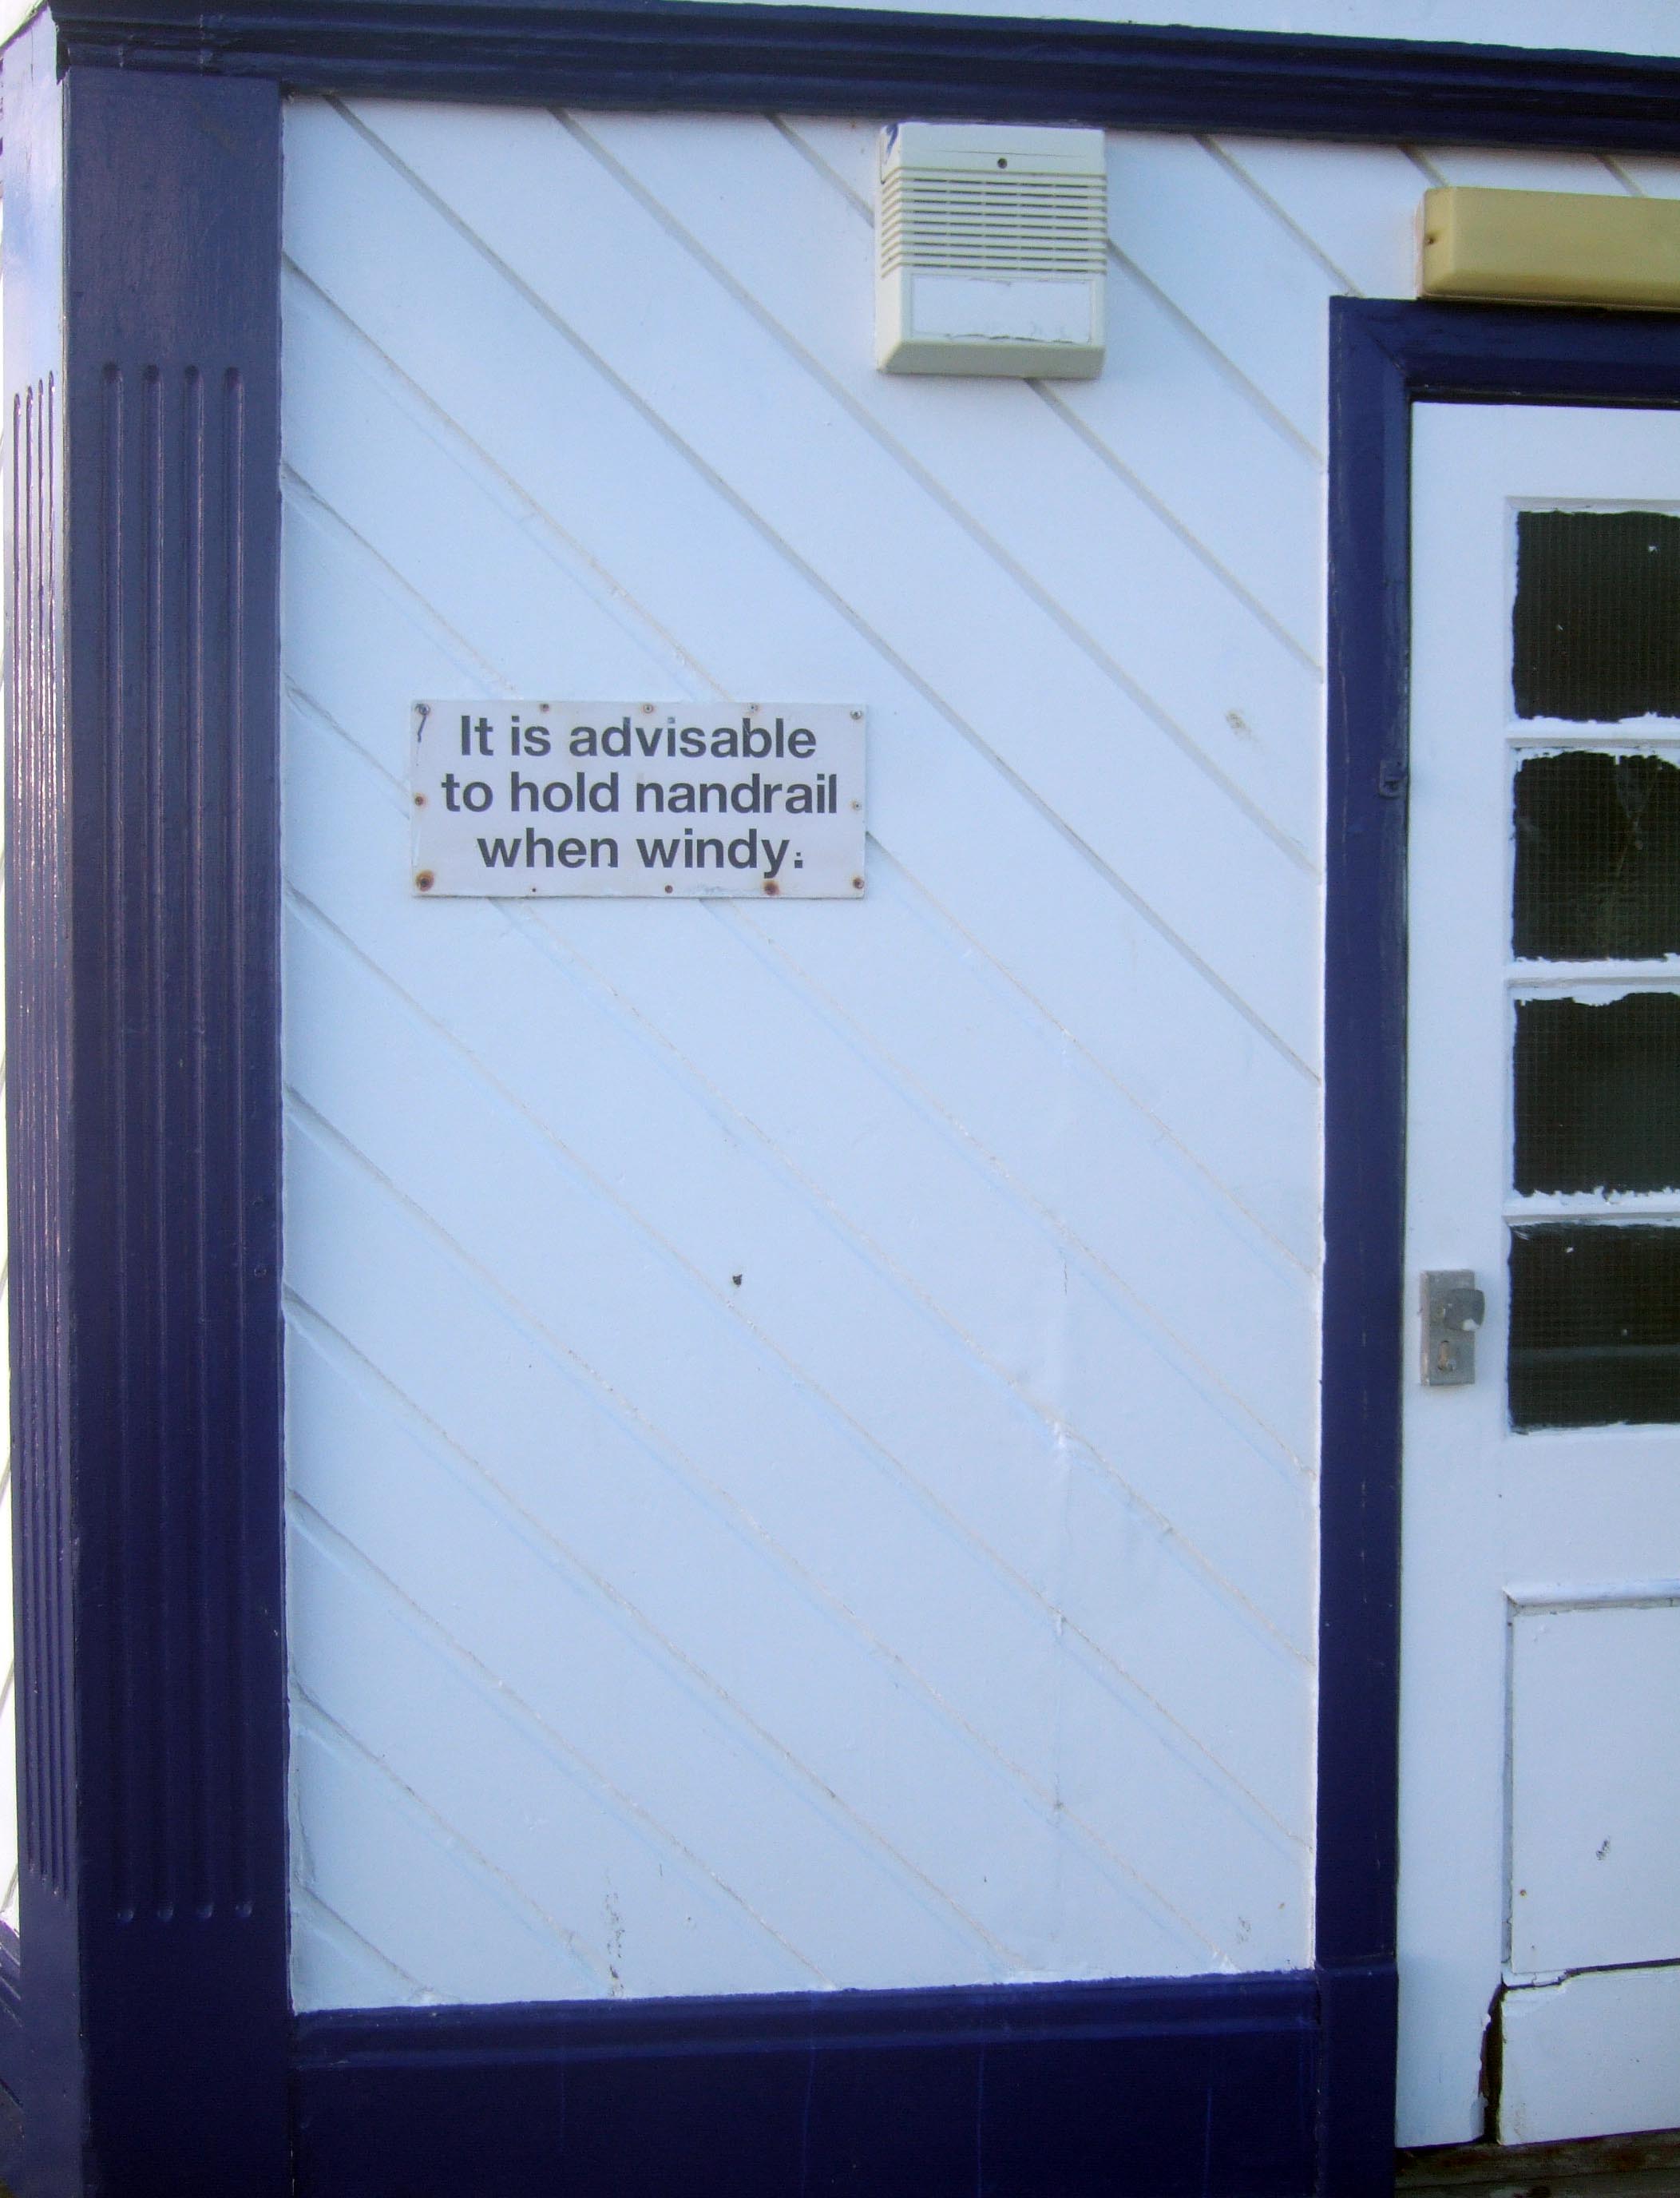 It is advisable
to hold nandrail
when windy.